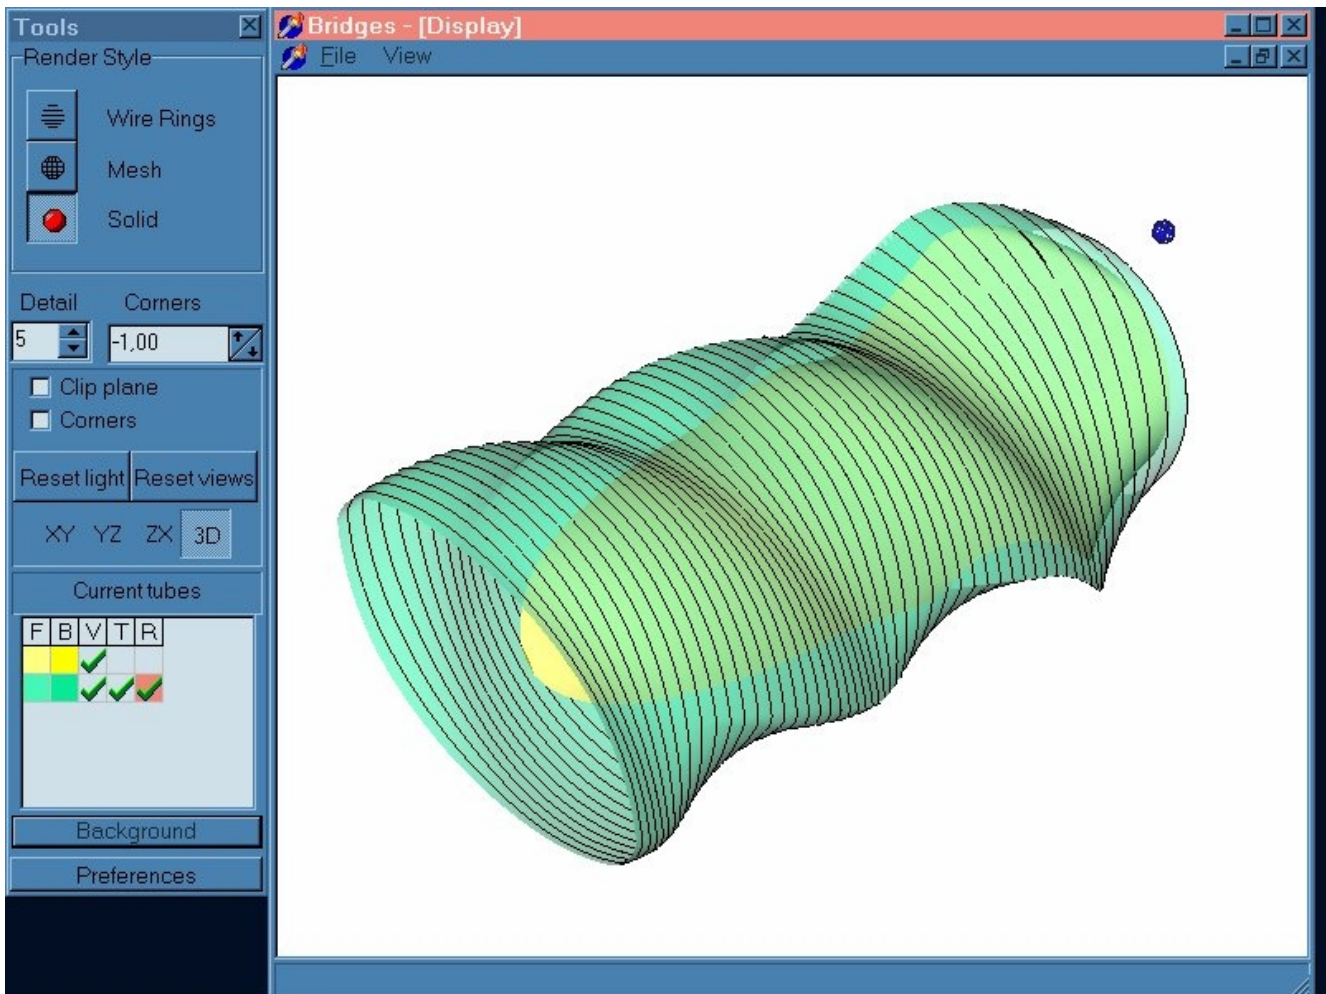 Tools
Render Style
Wire Rings
Mesh
Solid
Detail Corners
5 -1,00
Clip plane
Corners
Reset light Reset views
XY YZ ZX 3D
Current tubes
F B V T R
Background
Preferences
Bridges - [Display]
File View